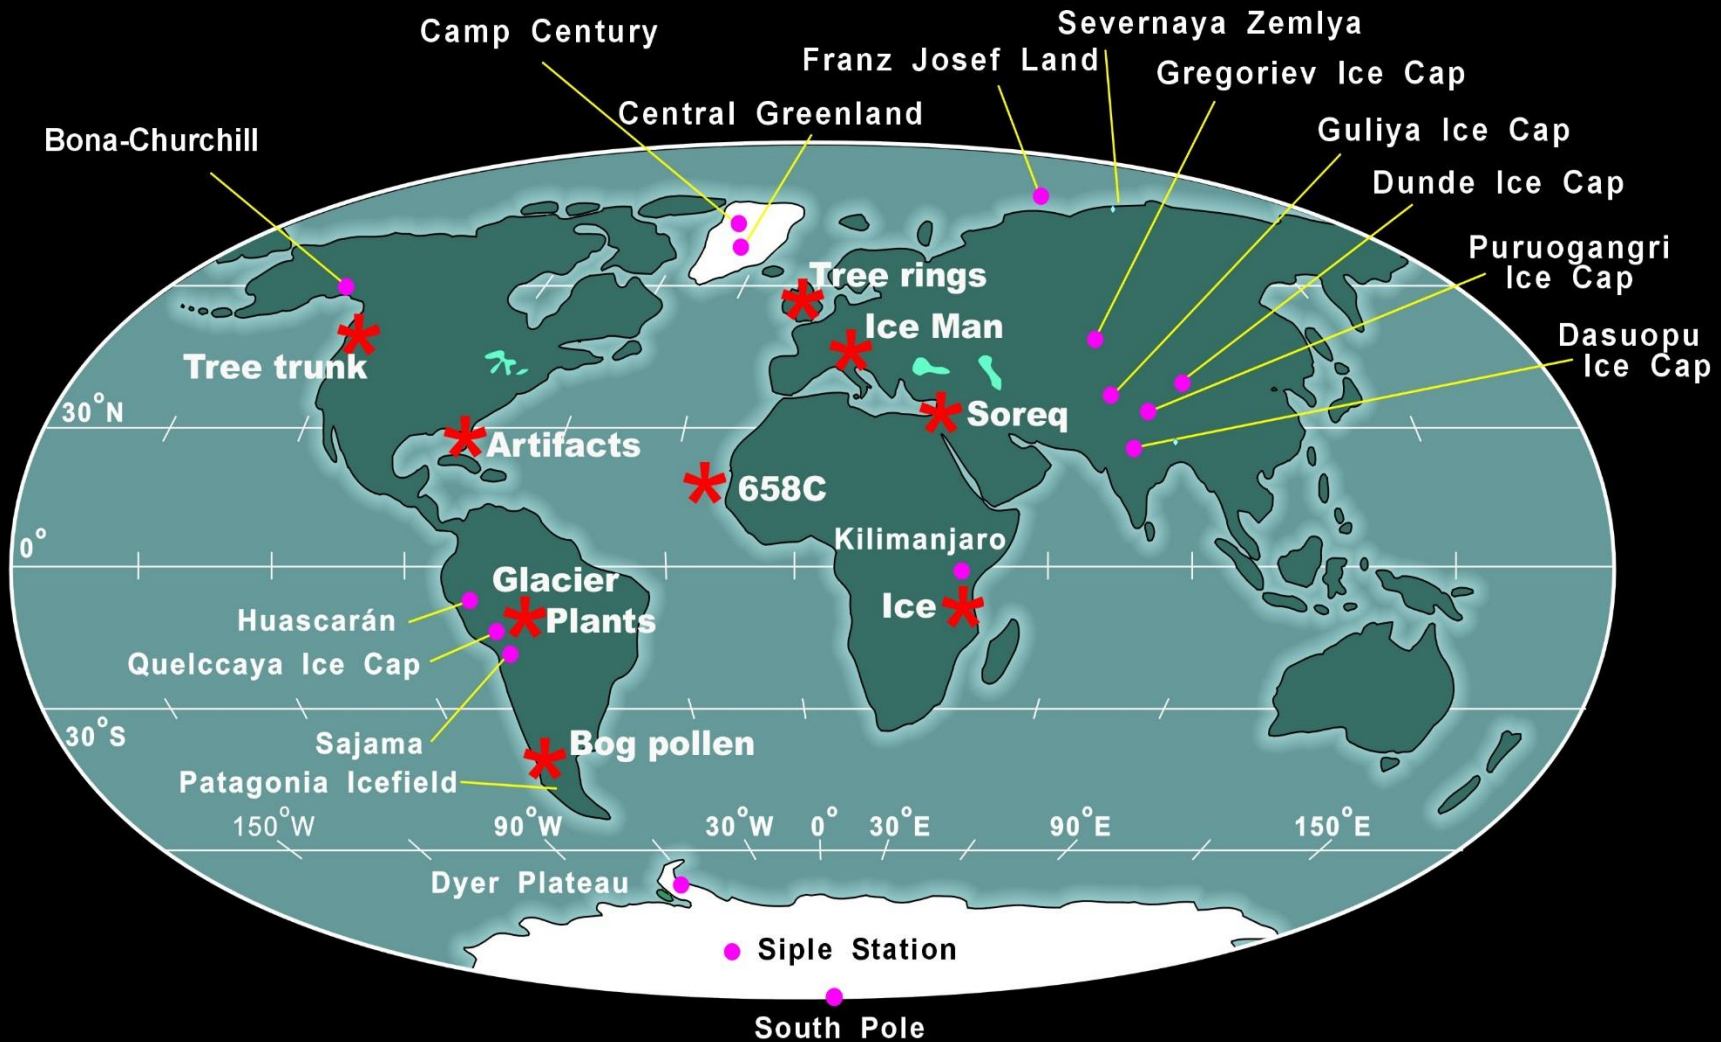 Severnaya Zemlya
Camp Century
Franz Josef Land
Gregoriev Ice Cap
Central Greenland
Guliya Ice Cap
Bona-Churchill
Dunde Ice Cap
Puruogangri
Ice Cap
Tree rings
Ice Man
Dasuopu
Ice Cap
Tree trunk
30°N
Soreq
Artifacts
658C
Kilimanjaro
0°
Glacier
Plants
Ice
Huascarán
Quelccaya Ice Cap
30°S
Sajama
Bog pollen
Patagonia Icefield
150°W
90°W
30°W
0°
30°E
90°E
150°E
Dyer Plateau
Siple Station
South Pole